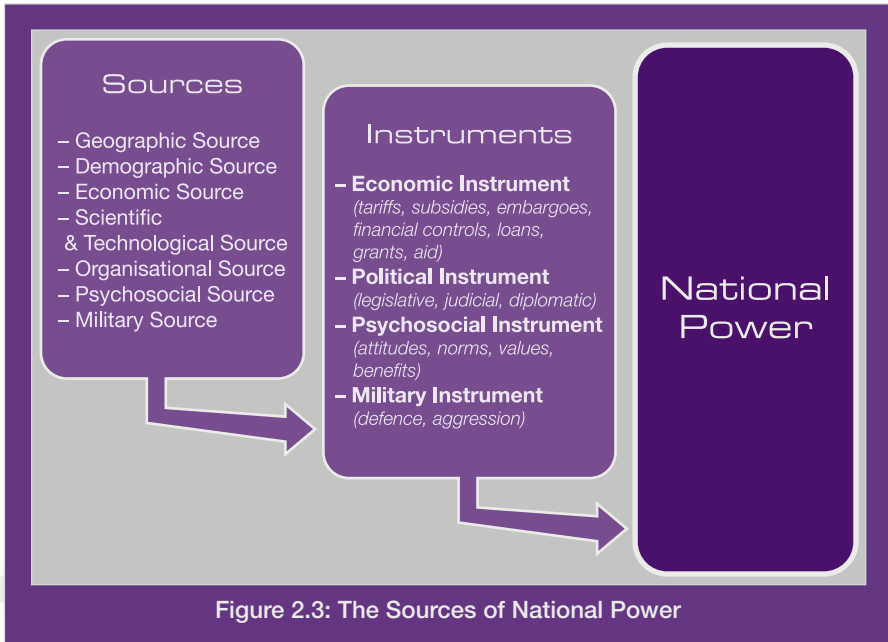 Sources
– Geographic Source
– Demographic Source
– Economic Source
– Scientific
& Technological Source
– Organisational Source
– Psychosocial Source
– Military Source
Instruments
– Economic Instrument
(tariffs, subsidies, embargoes,
financial controls, loans,
grants, aid)
– Political Instrument
(legislative, judicial, diplomatic)
– Psychosocial Instrument
(attitudes, norms, values,
benefits)
– Military Instrument
(defence, aggression)
National
Power
Figure 2.3: The Sources of National Power